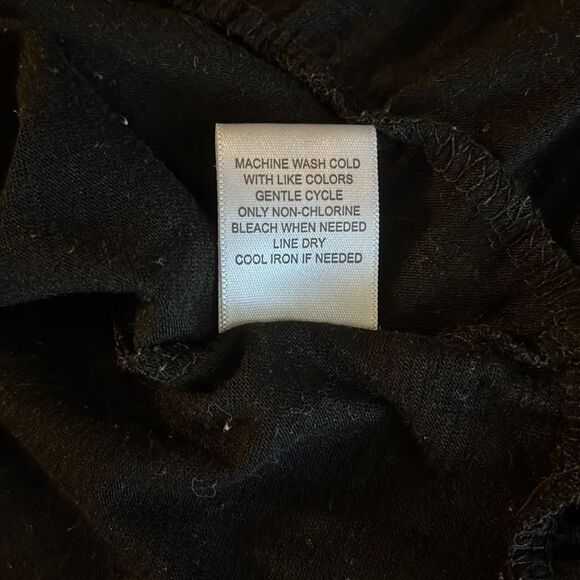 MACHINE WASH COLD
WITH LIKE COLORS
GENTLE CYCLE
ONLY NON-CHLORINE
BLEACH WHEN NEEDED
LINE DRY
COOL IRON IF NEEDED